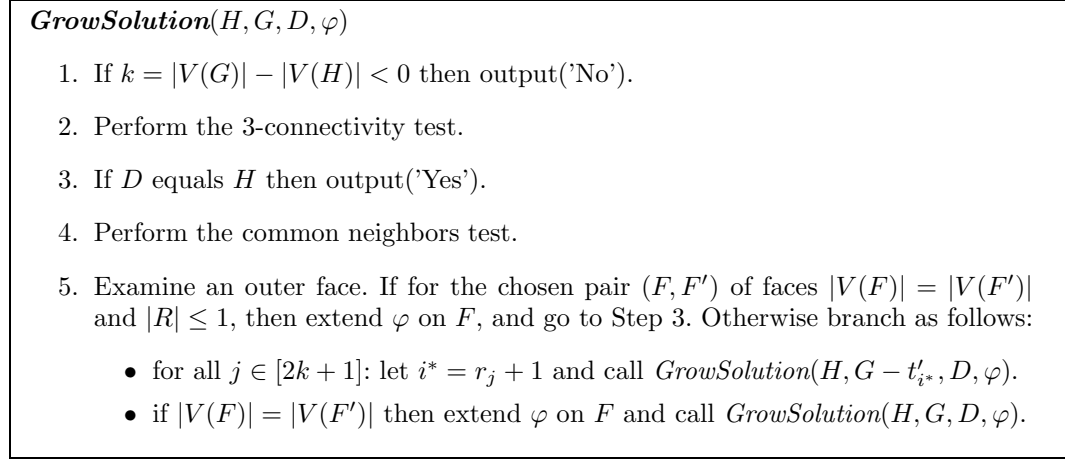 GrowSolution(H, G, D, φ)
1. If k = |V(G)| − |V(H)| < 0 then output('No').
2. Perform the 3-connectivity test.
3. If D equals H then output('Yes').
4. Perform the common neighbors test.
5. Examine an outer face. If for the chosen pair (F, F′) of faces |V(F)| = |V(F′)|
and |R| ≤ 1, then extend φ on F, and go to Step 3. Otherwise branch as follows:
• for all j ∈ [2k + 1]: let i* = r_j + 1 and call GrowSolution(H, G − t′_{i*}, D, φ).
• if |V(F)| = |V(F′)| then extend φ on F and call GrowSolution(H, G, D, φ).